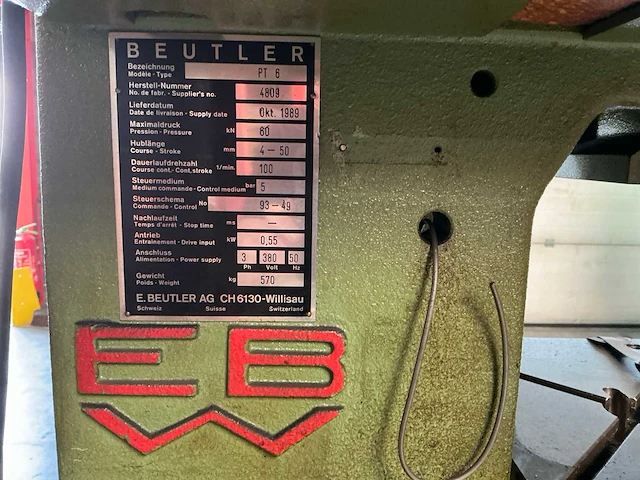 BEUTLER
Bezeichnung
Modèle - Type PT 6
Herstell-Nummer
No. de fabr. - Supplier's no. 4809
Lieferdatum
Date de livraison - Supply date Okt. 1989
Maximaldruck
Pression - Pressure kN 60
Hublänge
Course - Stroke mm 4 – 50
Dauerlaufdrehzahl
Course cont. - Cont. stroke 1/min. 100
Steuermedium
Medium commande - Control medium bar 5
Steuerschema
Commande - Control No 93 – 49
Nachlaufzeit
Temps d'arrêt - Stop time ms —
Antrieb
Entrainement - Drive input kW 0,55
Anschluss
Alimentation - Power supply 3 380 50
Ph Volt Hz
Gewicht
Poids - Weight kg 570
E. BEUTLER AG CH 6130-Willisau
Schweiz Suisse Switzerland
EB
W